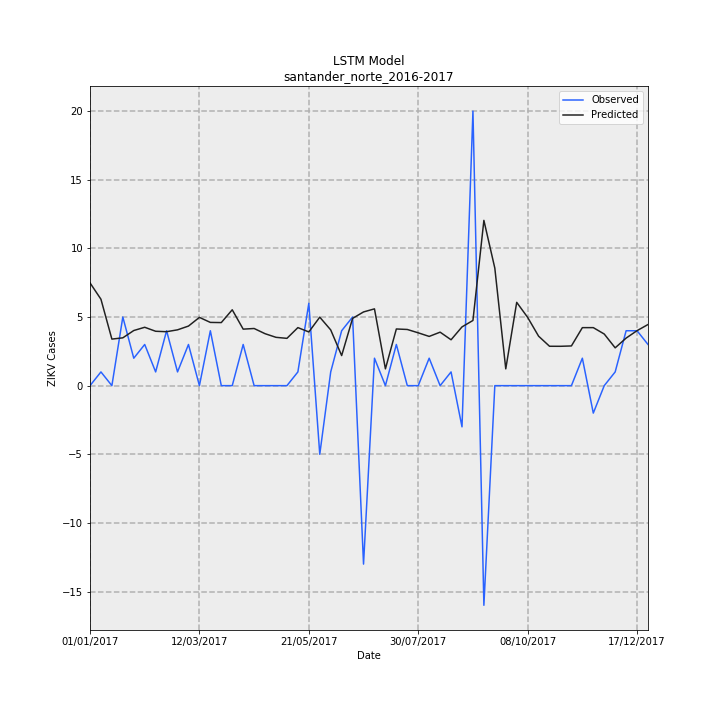 LSTM Model
santander_norte_2016-2017
Observed
Predicted
20
15
10
5
0
−5
−10
−15
ZIKV Cases
01/01/2017 12/03/2017 21/05/2017 30/07/2017 08/10/2017 17/12/2017
Date